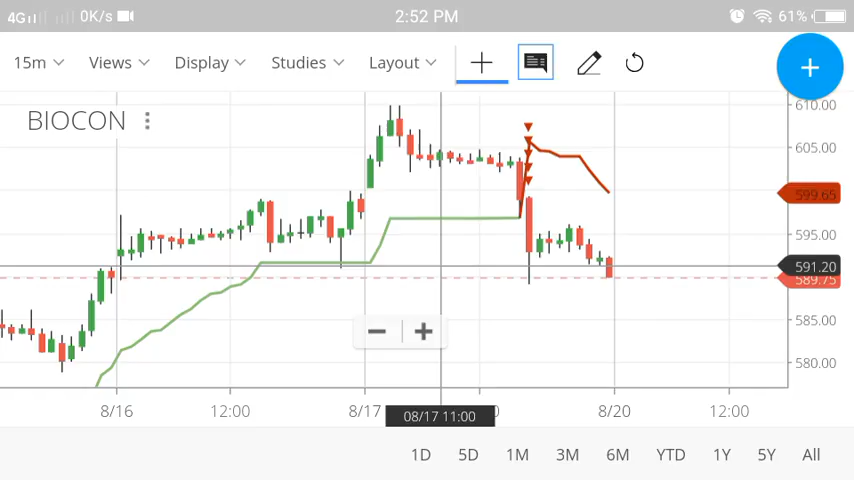 4G 0K/s 2:52 PM 61%
15m Views Display Studies Layout
BIOCON
610.00
605.00
599.65
595.00
591.20
589.75
585.00
580.00
8/16 12:00 8/17 08/17 11:00 8/20 12:00
1D 5D 1M 3M 6M YTD 1Y 5Y All